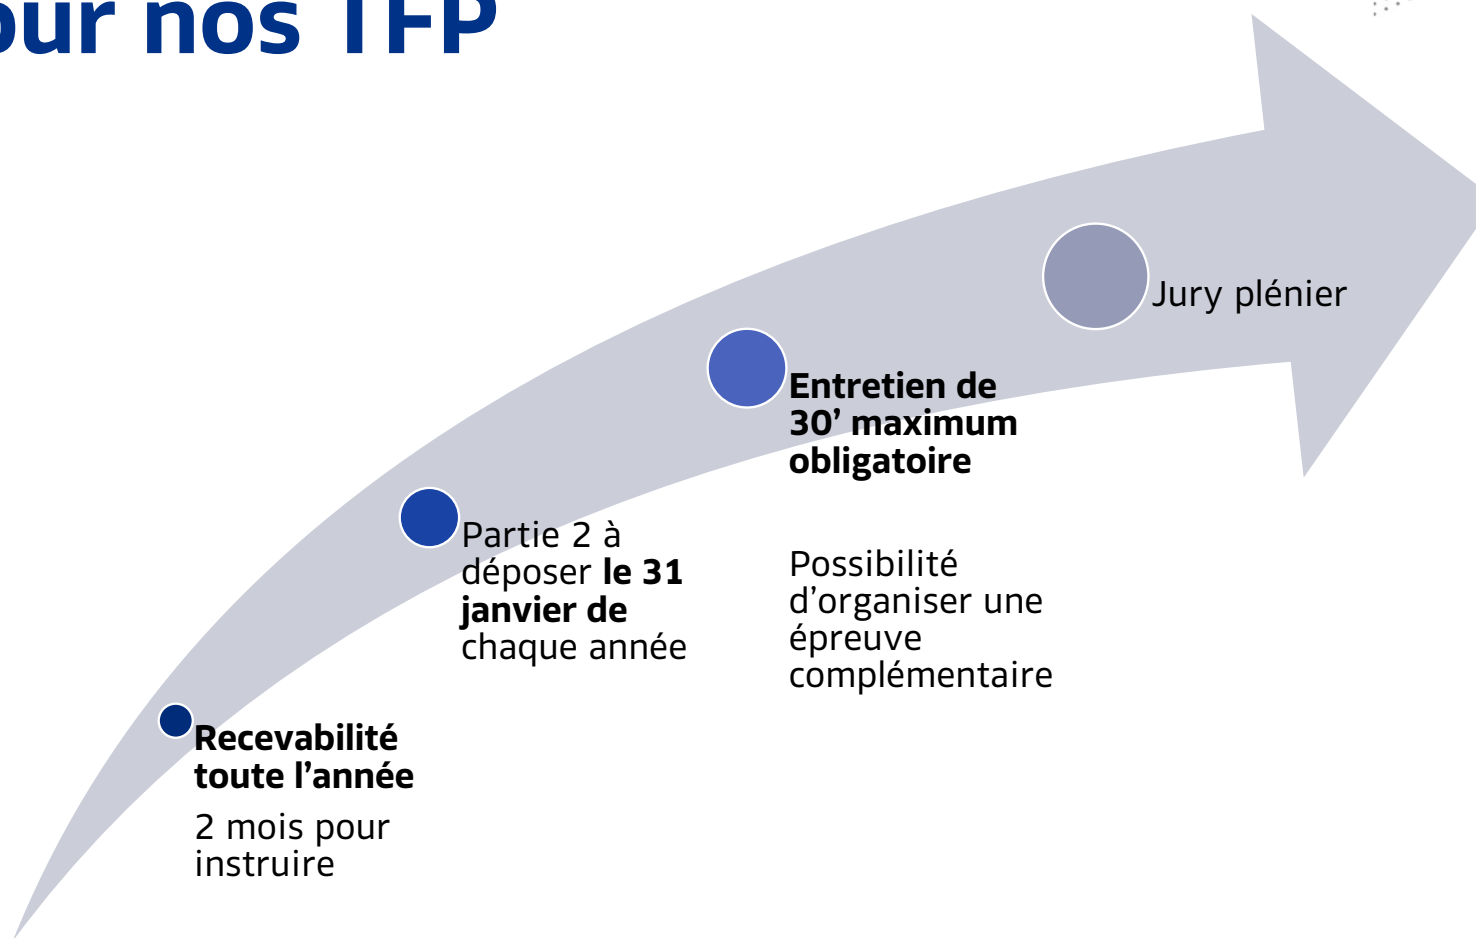 our nos TFP
Jury plénier
Entretien de
30’ maximum
obligatoire
Possibilité
d’organiser une
épreuve
complémentaire
Partie 2 à
déposer le 31
janvier de
chaque année
Recevabilité
toute l’année
2 mois pour
instruire